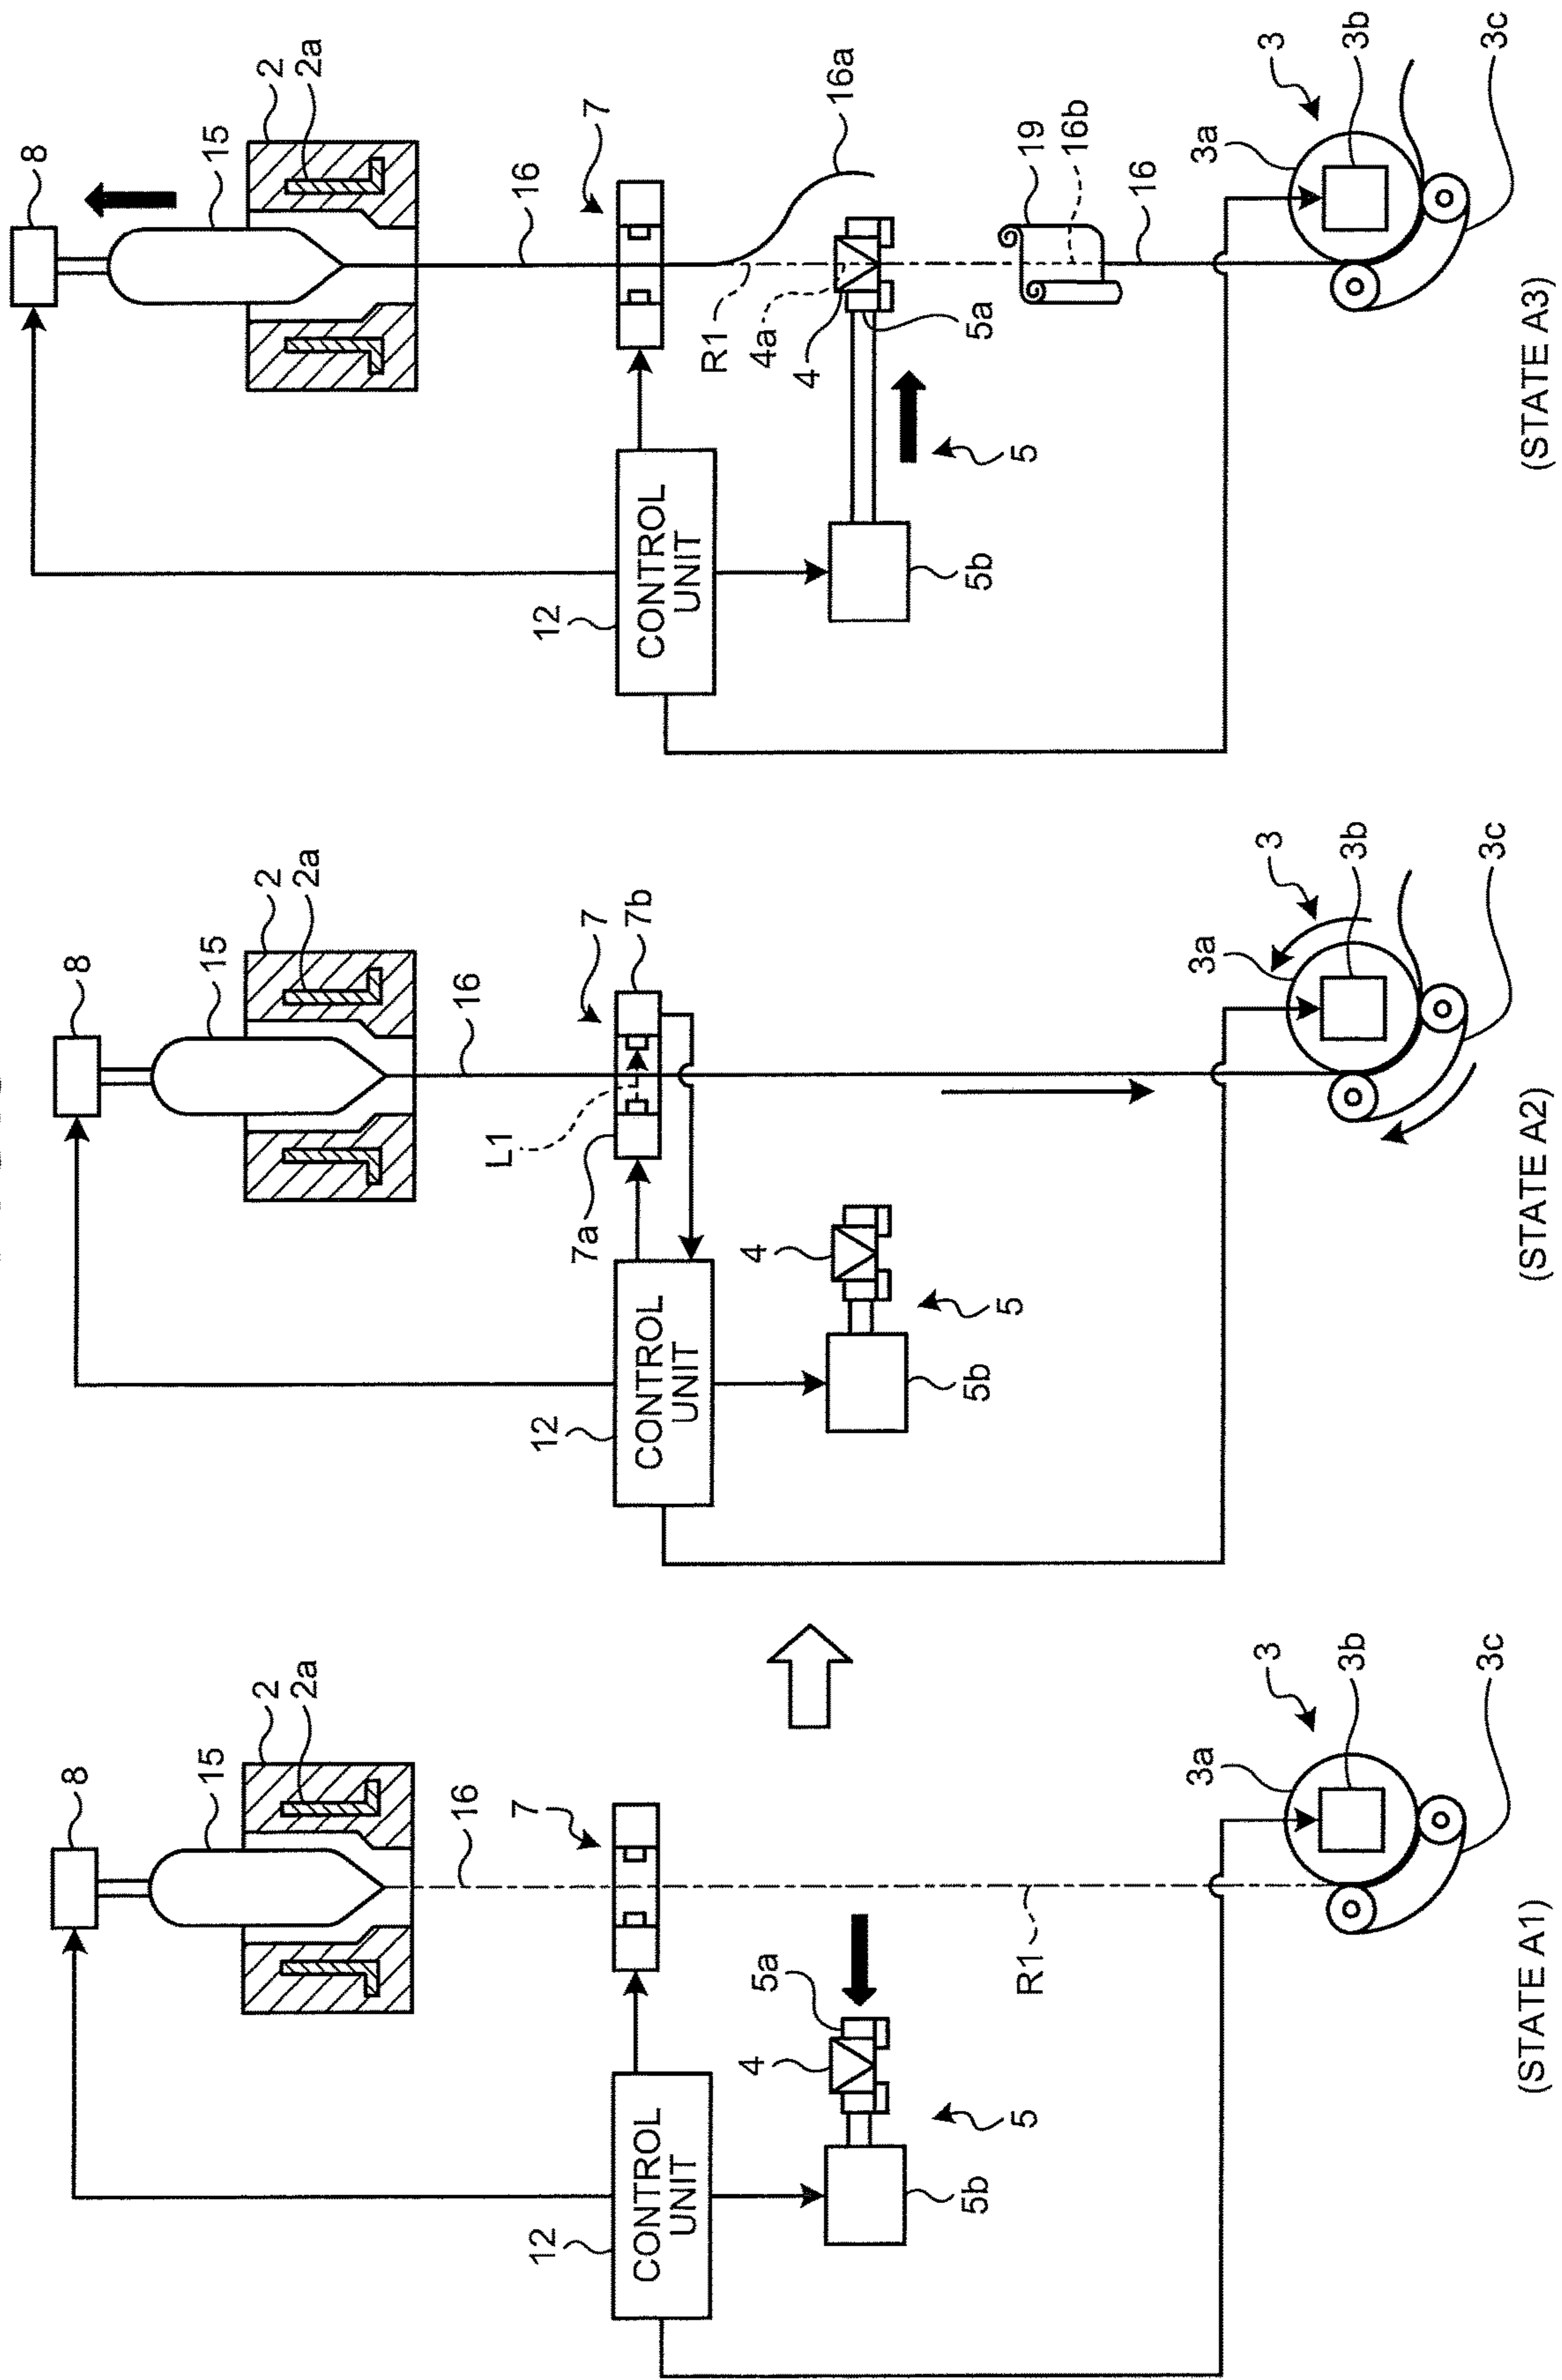 8
15
2
2a
16
7
12
CONTROL
UNIT
4
5a
5
5b
R1
3
3a
3b
3c
(STATE A1)
8
15
2
2a
16
7
7b
L1
7a
12
CONTROL
UNIT
4
5
5b
3
3a
3b
3c
(STATE A2)
8
15
2
2a
16
7
12
CONTROL
UNIT
R1
16a
4a
4
5a
5
5b
19
16b
16
3
3a
3b
3c
(STATE A3)